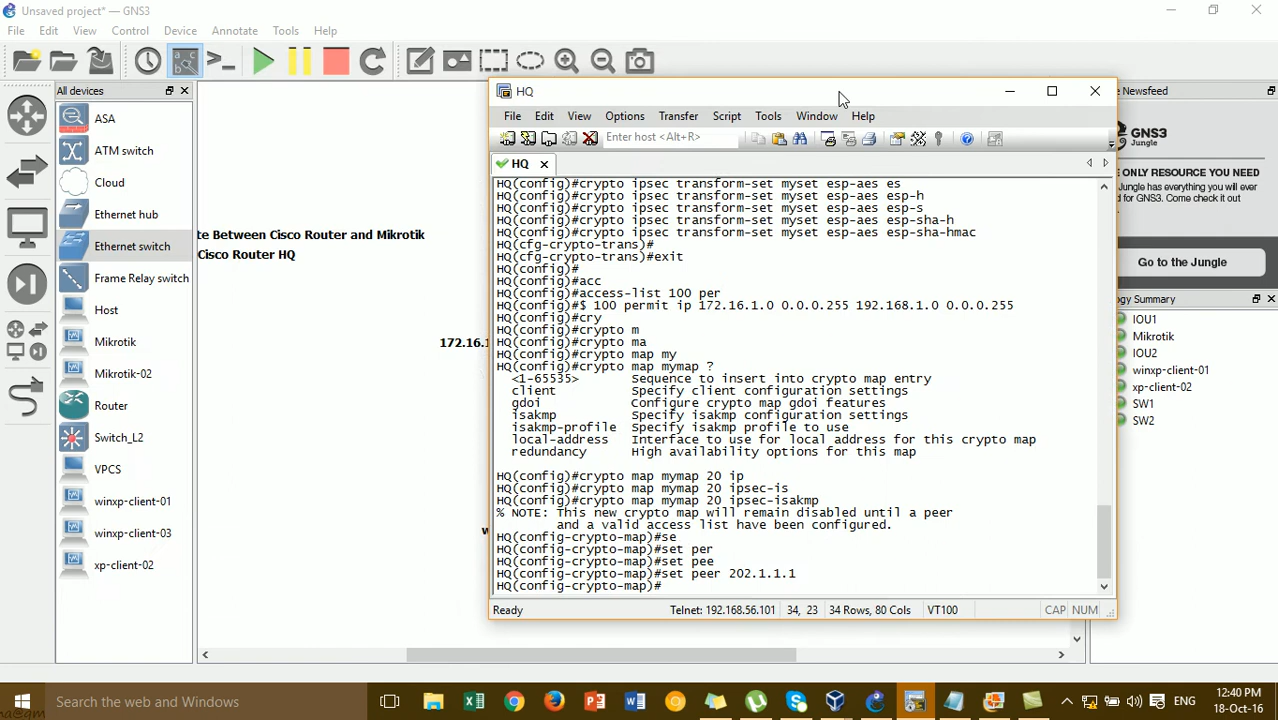 Unsaved project* — GNS3
File Edit View Control Device Annotate Tools Help
All devices
ASA
ATM switch
Cloud
Ethernet hub
Ethernet switch
Frame Relay switch
Host
Mikrotik
Mikrotik-02
Router
Switch_L2
VPCS
winxp-client-01
winxp-client-03
xp-client-02
te Between Cisco Router and Mikrotik
Cisco Router HQ
172.16.1
w
HQ
File Edit View Options Transfer Script Tools Window Help
Enter host <Alt+R>
HQ
HQ(config)#crypto ipsec transform-set myset esp-aes es
HQ(config)#crypto ipsec transform-set myset esp-aes esp-h
HQ(config)#crypto ipsec transform-set myset esp-aes esp-s
HQ(config)#crypto ipsec transform-set myset esp-aes esp-sha-h
HQ(config)#crypto ipsec transform-set myset esp-aes esp-sha-hmac
HQ(cfg-crypto-trans)#
HQ(cfg-crypto-trans)#exit
HQ(config)#
HQ(config)#acc
HQ(config)#access-list 100 per
HQ(config)#$ 100 permit ip 172.16.1.0 0.0.0.255 192.168.1.0 0.0.0.255
HQ(config)#cry
HQ(config)#crypto m
HQ(config)#crypto ma
HQ(config)#crypto map my
HQ(config)#crypto map mymap ?
<1-65535> Sequence to insert into crypto map entry
client Specify client configuration settings
gdoi Configure crypto map gdoi features
isakmp Specify isakmp configuration settings
isakmp-profile Specify isakmp profile to use
local-address Interface to use for local address for this crypto map
redundancy High availability options for this map
HQ(config)#crypto map mymap 20 ip
HQ(config)#crypto map mymap 20 ipsec-is
HQ(config)#crypto map mymap 20 ipsec-isakmp
% NOTE: This new crypto map will remain disabled until a peer
and a valid access list have been configured.
HQ(config-crypto-map)#se
HQ(config-crypto-map)#set per
HQ(config-crypto-map)#set pee
HQ(config-crypto-map)#set peer 202.1.1.1
HQ(config-crypto-map)#
Ready Telnet: 192.168.56.101 34, 23 34 Rows, 80 Cols VT100 CAP NUM
e Newsfeed
GNS3
Jungle
E ONLY RESOURCE YOU NEED
Jungle has everything you will ever
d for GNS3. Come check it out
Go to the Jungle
ogy Summary
IOU1
Mikrotik
IOU2
winxp-client-01
xp-client-02
SW1
SW2
Search the web and Windows
ENG
12:40 PM
18-Oct-16